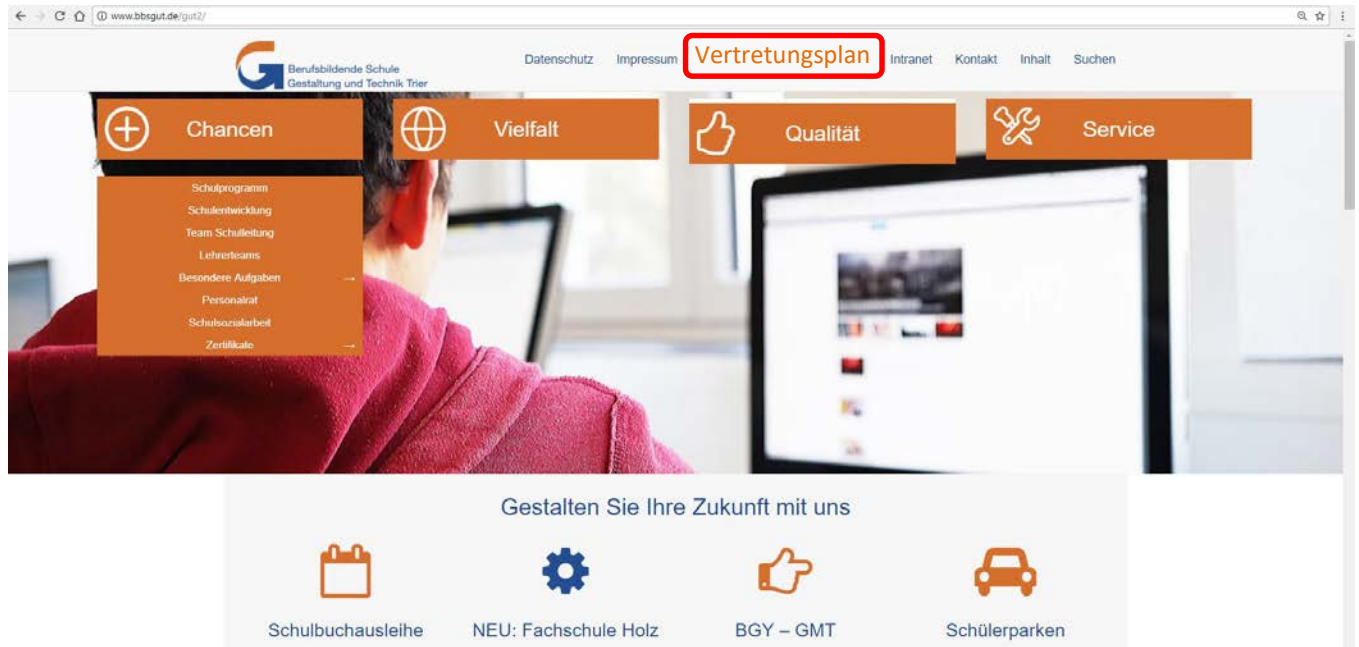 www.bbsgut.de/gut2/
Berufsbildende Schule
Gestaltung und Technik Trier
Datenschutz Impressum Vertretungsplan Intranet Kontakt Inhalt Suchen
Chancen Vielfalt Qualität Service
Schulprogramm
Schulentwicklung
Team Schulleitung
Lehrerteams
Besondere Aufgaben →
Personalrat
Schulsozialarbeit
Zertifikate →
Gestalten Sie Ihre Zukunft mit uns
Schulbuchausleihe NEU: Fachschule Holz BGY – GMT Schülerparken